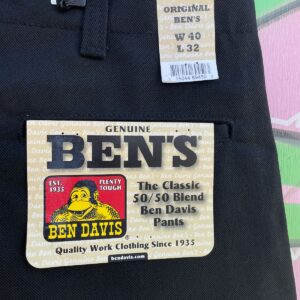 ORIGINAL
BEN'S
W 40
L 32
GENUINE
BEN'S
EST.
1935
PLENTY
TOUGH
BEN DAVIS
The Classic
50/50 Blend
Ben Davis
Pants
Quality Work Clothing Since 1935
bendavis.com